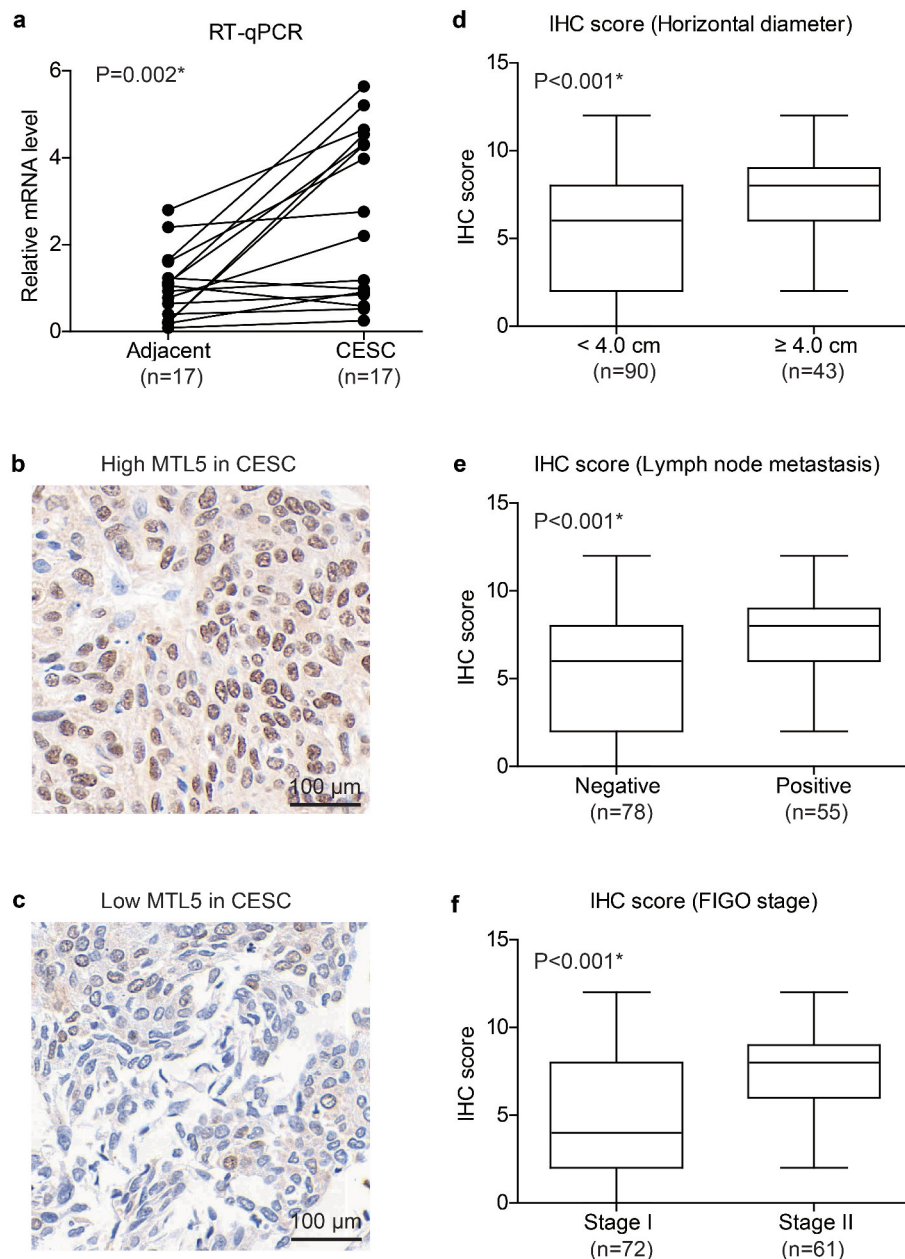 a
RT-qPCR
P=0.002*
Relative mRNA level
6
4
2
0
Adjacent
(n=17)
CESC
(n=17)
b
High MTL5 in CESC
100 µm
c
Low MTL5 in CESC
100 µm
d
IHC score (Horizontal diameter)
P<0.001*
IHC score
15
10
5
0
< 4.0 cm
(n=90)
≥ 4.0 cm
(n=43)
e
IHC score (Lymph node metastasis)
P<0.001*
IHC score
15
10
5
0
Negative
(n=78)
Positive
(n=55)
f
IHC score (FIGO stage)
P<0.001*
IHC score
15
10
5
0
Stage I
(n=72)
Stage II
(n=61)